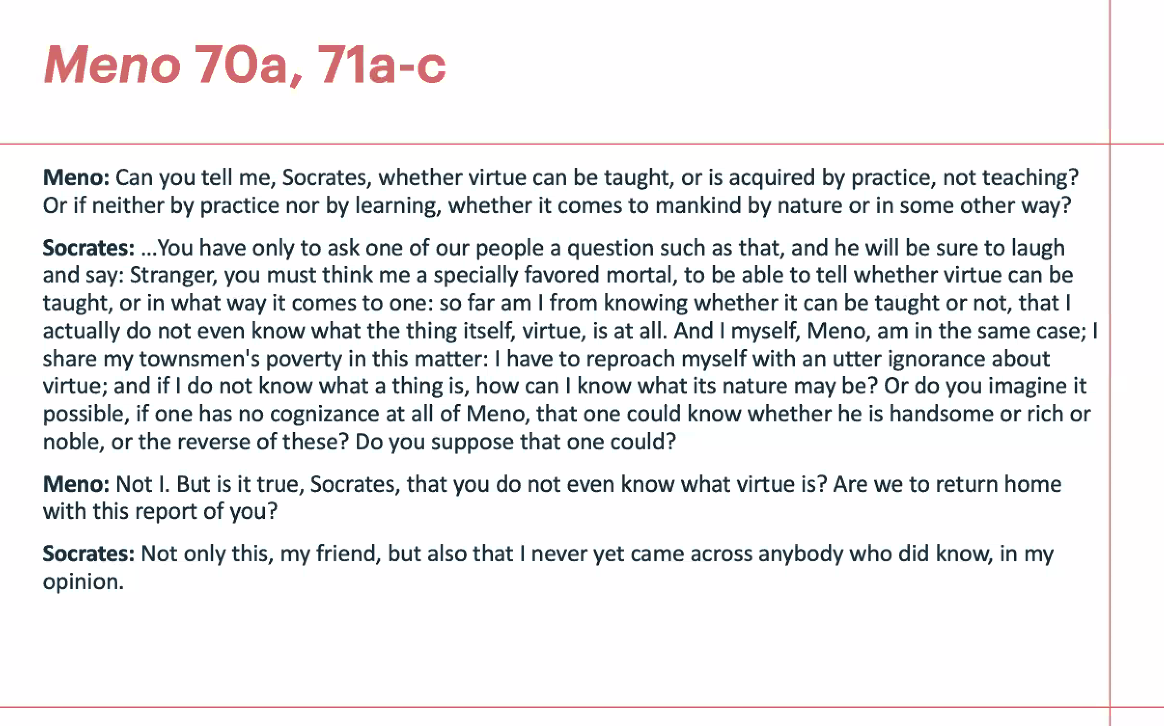 Meno 70a, 71a-c
Meno: Can you tell me, Socrates, whether virtue can be taught, or is acquired by practice, not teaching?
Or if neither by practice nor by learning, whether it comes to mankind by nature or in some other way?
Socrates: ...You have only to ask one of our people a question such as that, and he will be sure to laugh
and say: Stranger, you must think me a specially favored mortal, to be able to tell whether virtue can be
taught, or in what way it comes to one: so far am I from knowing whether it can be taught or not, that I
actually do not even know what the thing itself, virtue, is at all. And I myself, Meno, am in the same case; I
share my townsmen's poverty in this matter: I have to reproach myself with an utter ignorance about
virtue; and if I do not know what a thing is, how can I know what its nature may be? Or do you imagine it
possible, if one has no cognizance at all of Meno, that one could know whether he is handsome or rich or
noble, or the reverse of these? Do you suppose that one could?
Meno: Not I. But is it true, Socrates, that you do not even know what virtue is? Are we to return home
with this report of you?
Socrates: Not only this, my friend, but also that I never yet came across anybody who did know, in my
opinion.